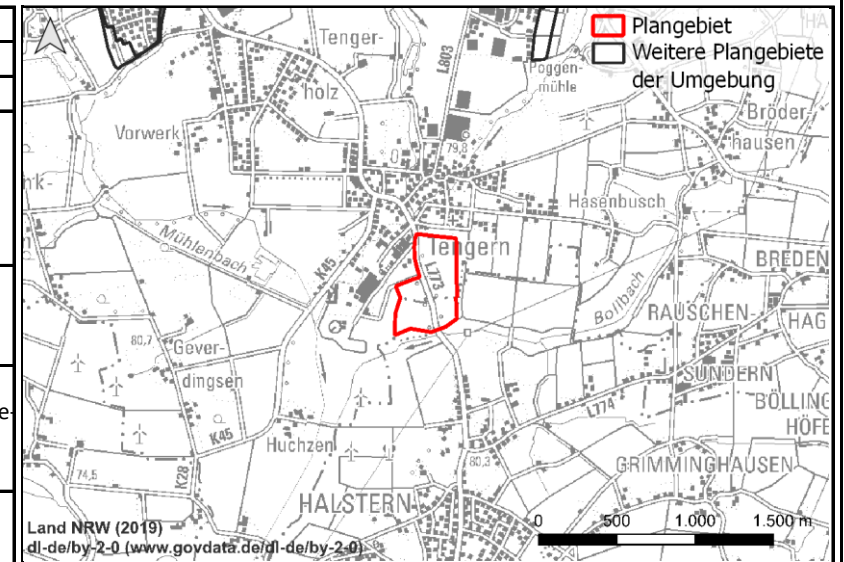 Plangebiet
Weitere Plangebiete
der Umgebung
Tenger-
holz
L803
Poggen-
mühle
Bröder-
hausen
Vorwerk
79,8
nk-
Hasenbusch
Mühlenbach
K45
Tengern
L773
BREDEN
Bollbach
RAUSCHEN-
HAG
80,7
Gever-
dingsen
SUNDERN
L774
BÖLLING
HÖFE
K45
Huchzen
80,3
GRIMMINGHAUSEN
74,5
K28
HALSTERN
Land NRW (2019)
dl-de/by-2-0 (www.govdata.de/dl-de/by-2-0)
0 500 1.000 1.500 m
e-